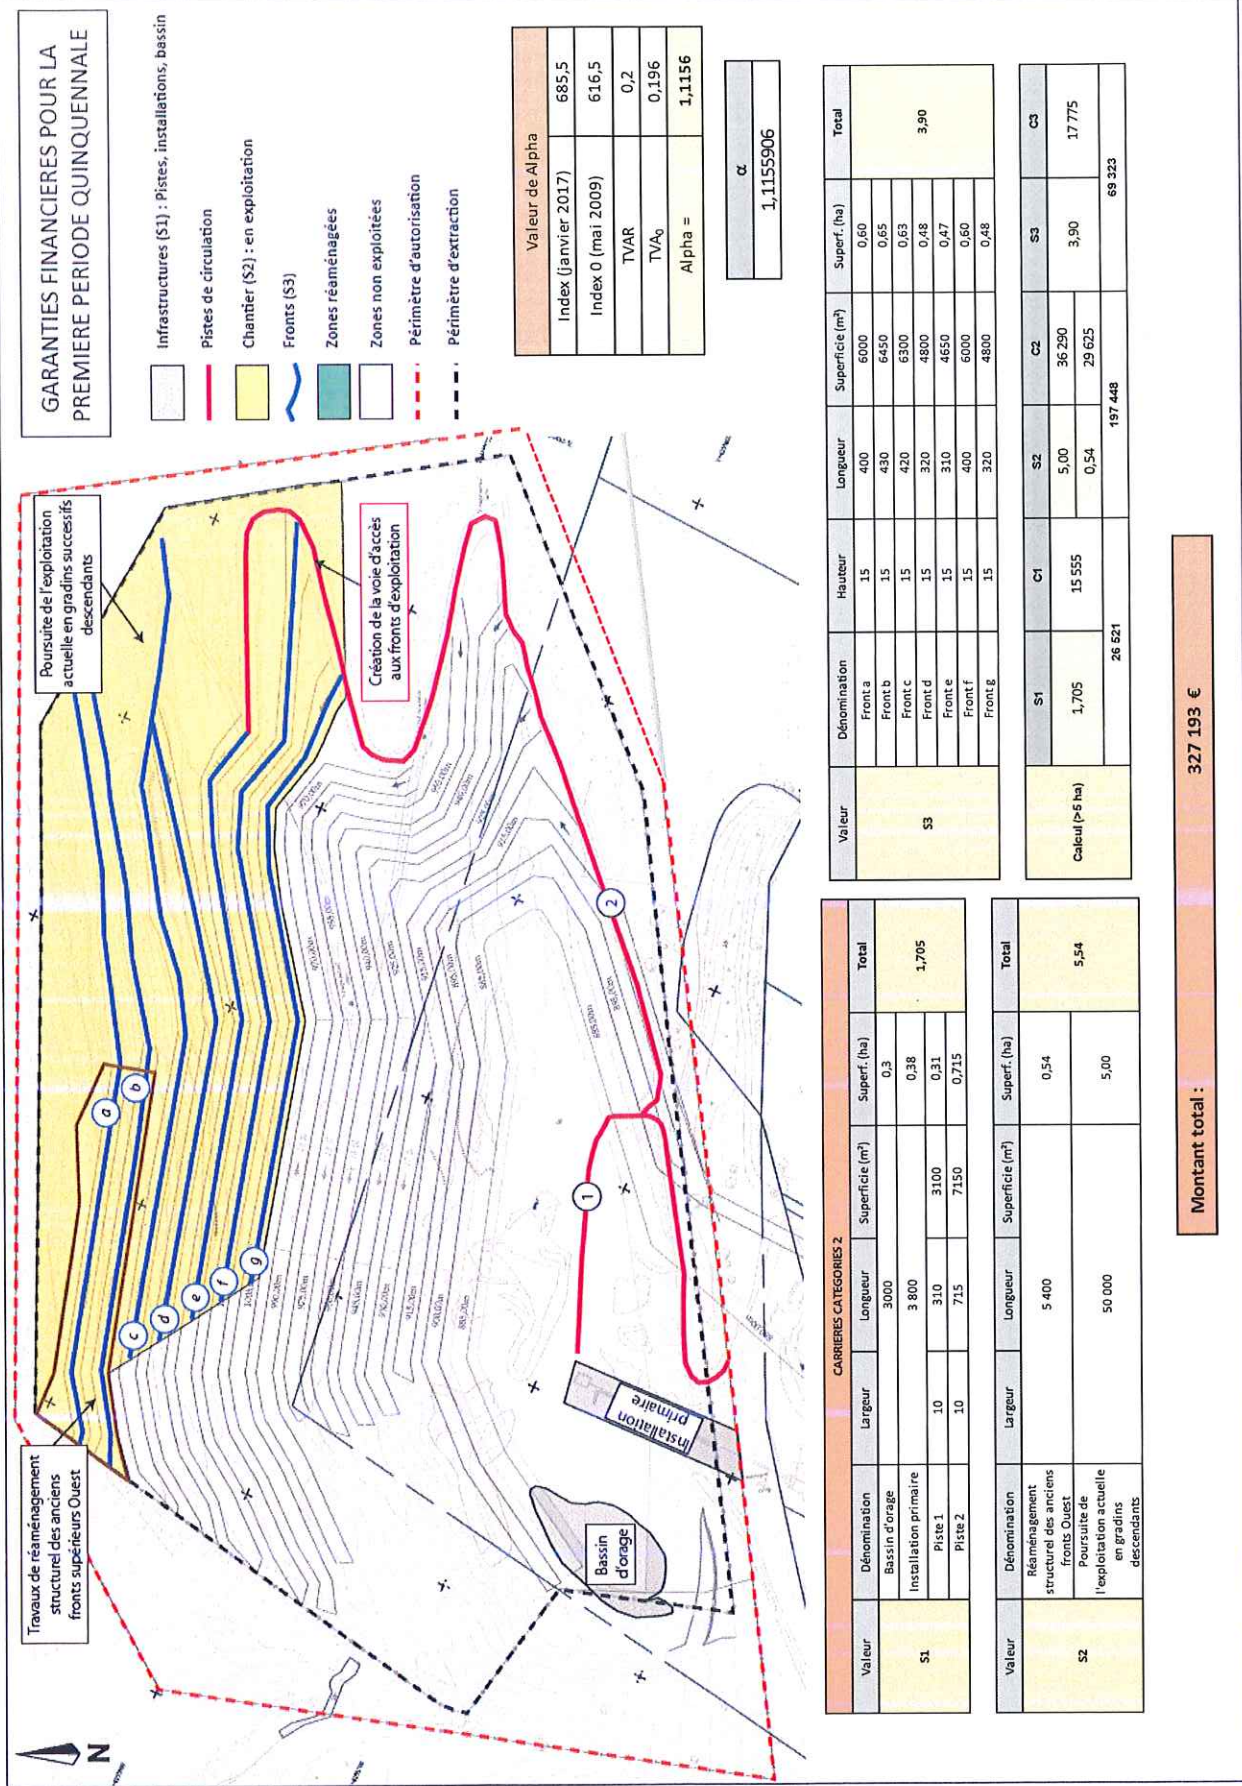 GARANTIES FINANCIERES POUR LA
PREMIERE PERIODE QUINQUENNALE
Infrastructures (S1) : Pistes, installations, bassin
Pistes de circulation
Chantier (S2) : en exploitation
Fronts (S3)
Zones réaménagées
Zones non exploitées
Périmètre d'autorisation
Périmètre d'extraction
N
Travaux de réaménagement
structurel des anciens
fronts supérieurs Ouest
Poursuite de l'exploitation
actuelle en gradins successifs
descendants
Création de la voie d'accès
aux fronts d'exploitation
a
b
c
d
e
f
g
1
2
Installation
primaire
Bassin
d'orage
Valeur de Alpha
Index (janvier 2017) 685,5
Index 0 (mai 2009) 616,5
TVAR 0,2
TVA0 0,196
Alpha = 1,1156
α
1,1155906
CARRIERES CATEGORIES 2
Valeur Dénomination Largeur Longueur Superficie (m²) Superf. (ha) Total
S1 1,705
Bassin d'orage 3000 0,3
Installation primaire 3 800 0,38
Piste 1 10 310 3100 0,31
Piste 2 10 715 7150 0,715
Valeur Dénomination Largeur Longueur Superficie (m²) Superf. (ha) Total
S2 5,54
Réaménagement
structurel des anciens 5 400 0,54
fronts Ouest
Poursuite de
l'exploitation actuelle 50 000 5,00
en gradins
descendants
Valeur Dénomination Hauteur Longueur Superficie (m²) Superf. (ha) Total
S3 3,90
Front a 15 400 6000 0,60
Front b 15 430 6450 0,65
Front c 15 420 6300 0,63
Front d 15 320 4800 0,48
Front e 15 310 4650 0,47
Front f 15 400 6000 0,60
Front g 15 320 4800 0,48
S1 C1 S2 C2 S3 C3
Calcul (>5 ha)
1,705 15 555 5,00 36 290 3,90 17 775
0,54 29 625
26 521 197 448 69 323
Montant total : 327 193 €